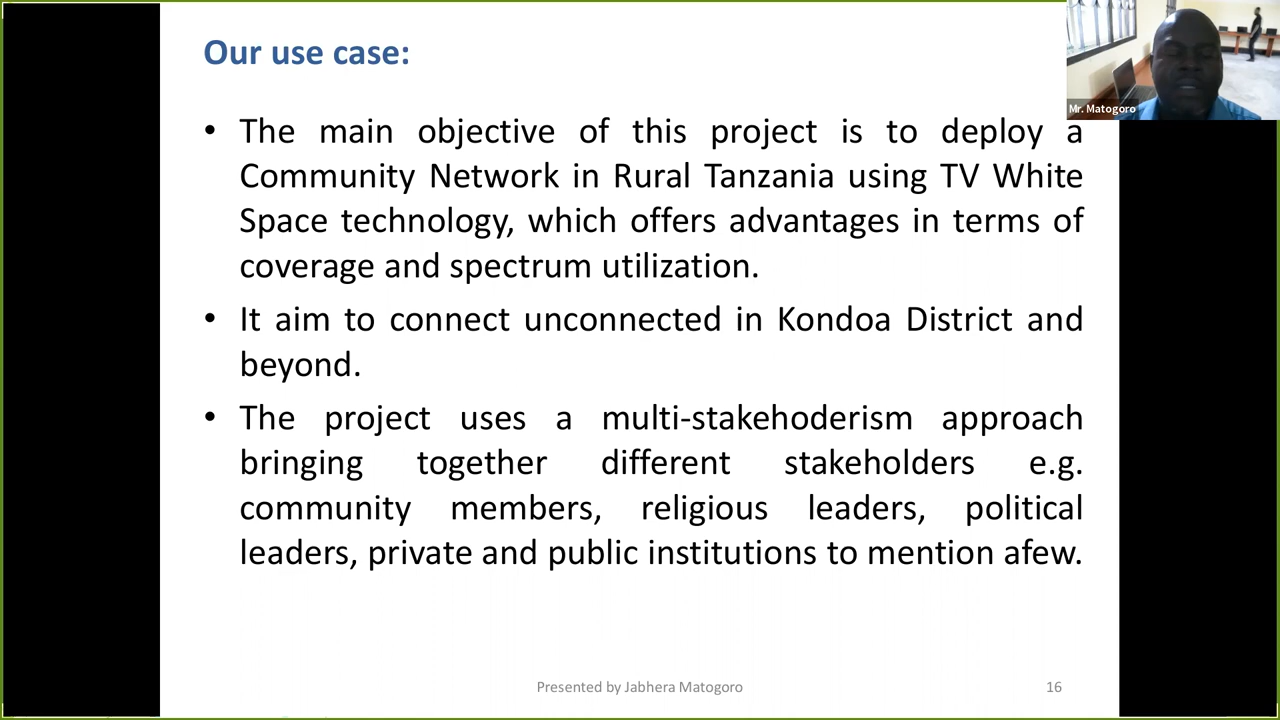 Our use case:
Mr. Matogoro
• The main objective of this project is to deploy a
Community Network in Rural Tanzania using TV White
Space technology, which offers advantages in terms of
coverage and spectrum utilization.
• It aim to connect unconnected in Kondoa District and
beyond.
• The project uses a multi-stakehoderism approach
bringing together different stakeholders e.g.
community members, religious leaders, political
leaders, private and public institutions to mention afew.
Presented by Jabhera Matogoro
16